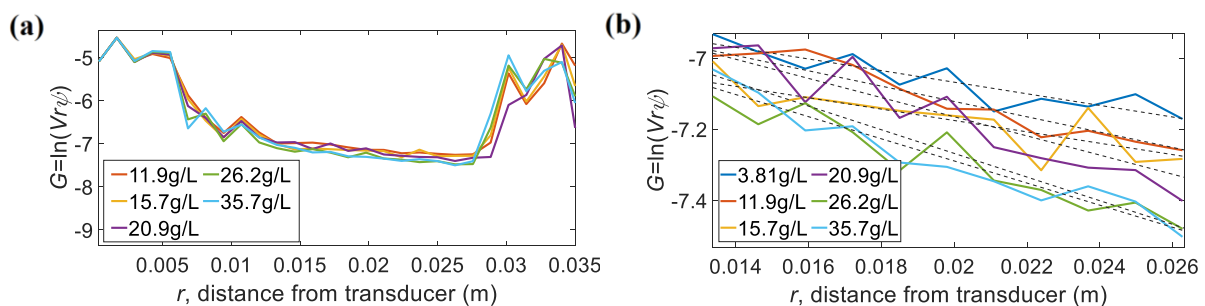 (a)
-5
-6
-7
-8
-9
G=ln(Vrψ)
11.9g/L 26.2g/L
15.7g/L 35.7g/L
20.9g/L
0.005 0.01 0.015 0.02 0.025 0.03 0.035
r, distance from transducer (m)
(b)
-7
-7.2
-7.4
G=ln(Vrψ)
3.81g/L 20.9g/L
11.9g/L 26.2g/L
15.7g/L 35.7g/L
0.014 0.016 0.018 0.02 0.022 0.024 0.026
r, distance from transducer (m)